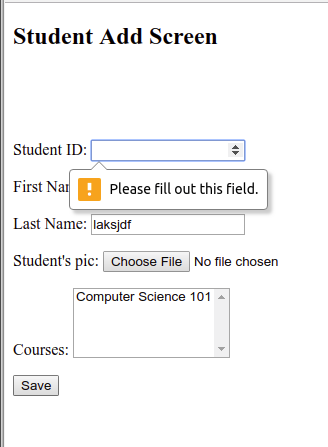 Student Add Screen
Student ID:
Please fill out this field.
First Na
Last Name: laksjdf
Student's pic: Choose File No file chosen
Computer Science 101
Courses:
Save